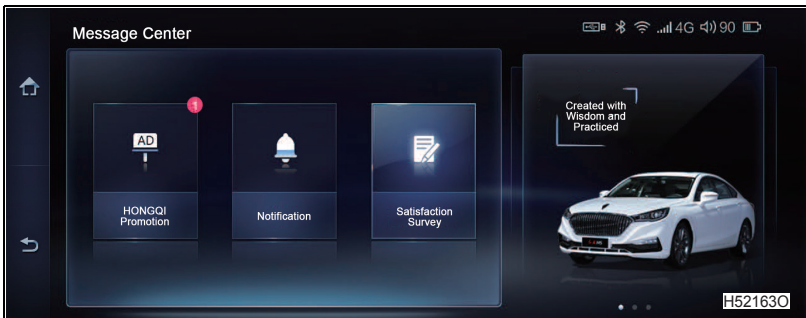 Message Center
4G
90
1
AD
HONGQI
Promotion
Notification
Satisfaction
Survey
Created with
Wisdom and
Practiced
H52163O